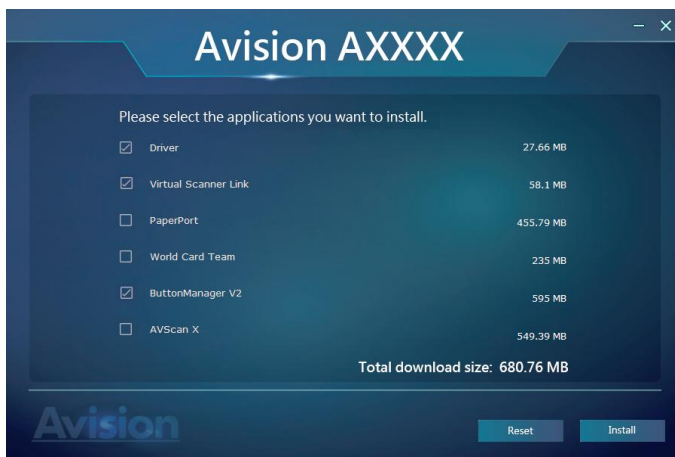 Avision AXXXX
Please select the applications you want to install.
Driver 27.66 MB
Virtual Scanner Link 58.1 MB
PaperPort 455.79 MB
World Card Team 235 MB
ButtonManager V2 595 MB
AVScan X 549.39 MB
Total download size: 680.76 MB
Avision
Reset Install